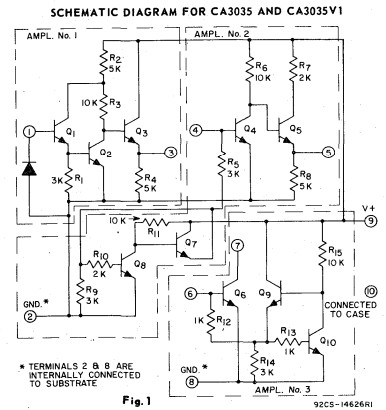 SCHEMATIC DIAGRAM FOR CA3035 AND CA3035V1
AMPL. No. 1
AMPL. No. 2
R2
5K
R6
10K
R7
2K
10K
R3
1
Q1
Q2
Q3
4
Q4
Q5
3
5
3K
R1
R4
5K
R5
3K
R8
5K
10K
R11
V+
9
Q7
7
R10
2K
Q8
R15
10K
10
CONNECTED
TO CASE
6
Q6
Q9
GND.*
2
R9
3K
1K
R12
R13
1K
Q10
R14
3K
* TERMINALS 2 & 8 ARE
INTERNALLY CONNECTED
TO SUBSTRATE
GND.*
8
AMPL. No. 3
Fig. 1
92CS-14626R1